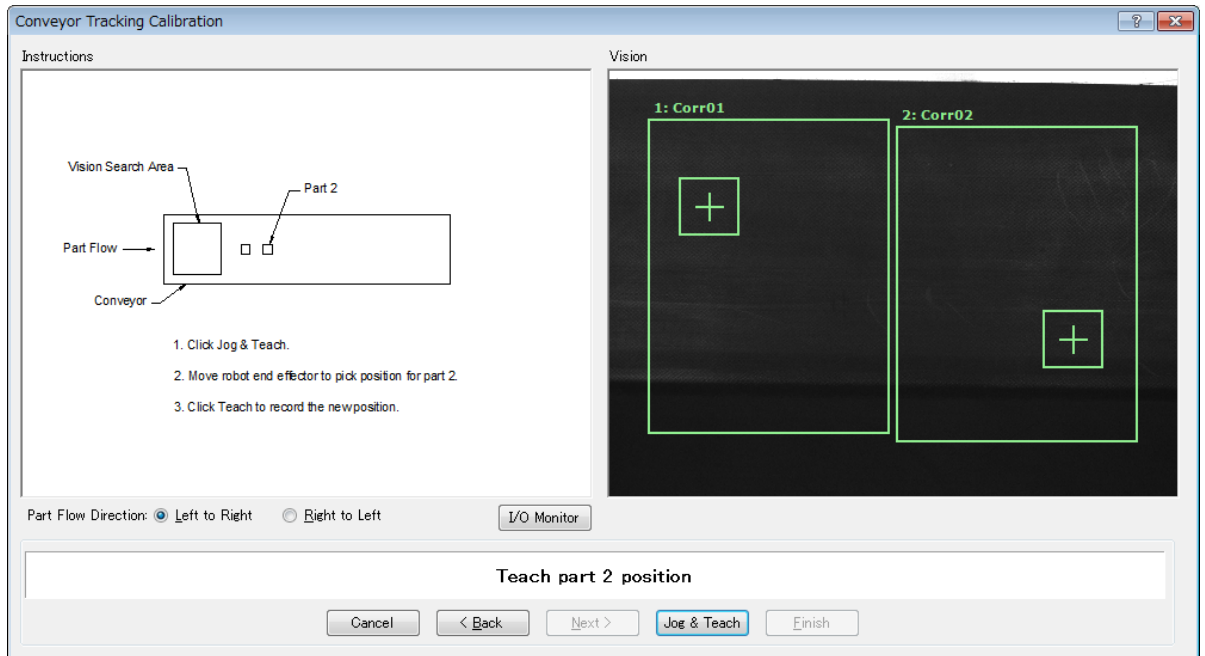 Conveyor Tracking Calibration
Instructions
Vision
Vision Search Area
Part 2
Part Flow
Conveyor
1. Click Jog & Teach.
2. Move robot end effector to pick position for part 2.
3. Click Teach to record the new position.
1: Corr01
2: Corr02
Part Flow Direction: Left to Right Right to Left I/O Monitor
Teach part 2 position
Cancel < Back Next > Jog & Teach Finish